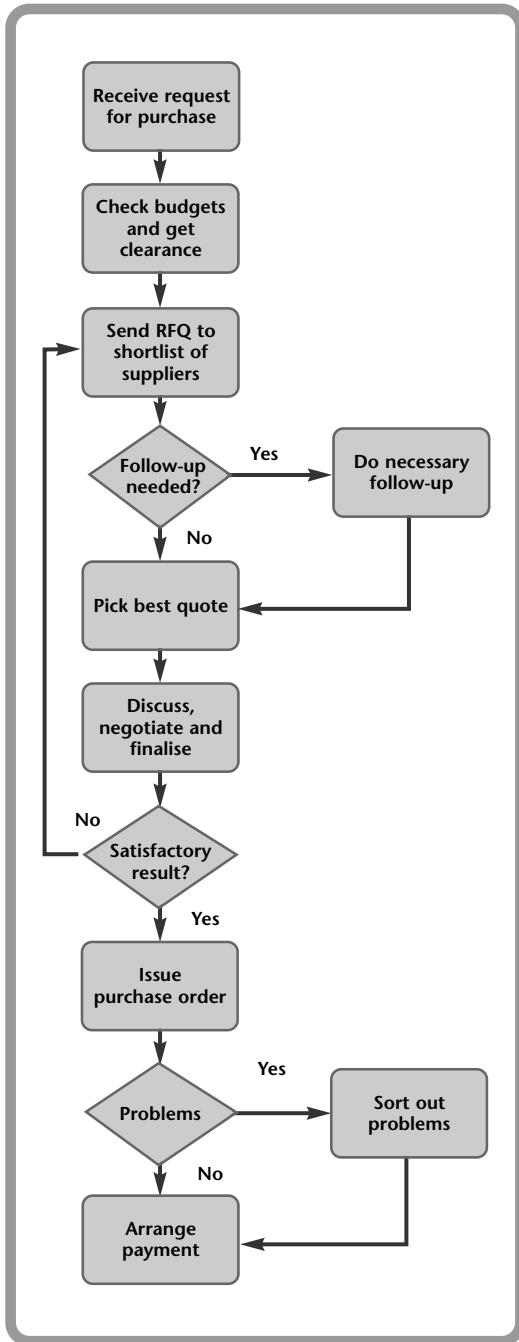 Receive request
for purchase
Check budgets
and get
clearance
Send RFQ to
shortlist of
suppliers
Follow-up
needed?
Yes
Do necessary
follow-up
No
Pick best quote
Discuss,
negotiate and
finalise
No
Satisfactory
result?
Yes
Issue
purchase order
Problems
Yes
Sort out
problems
No
Arrange
payment